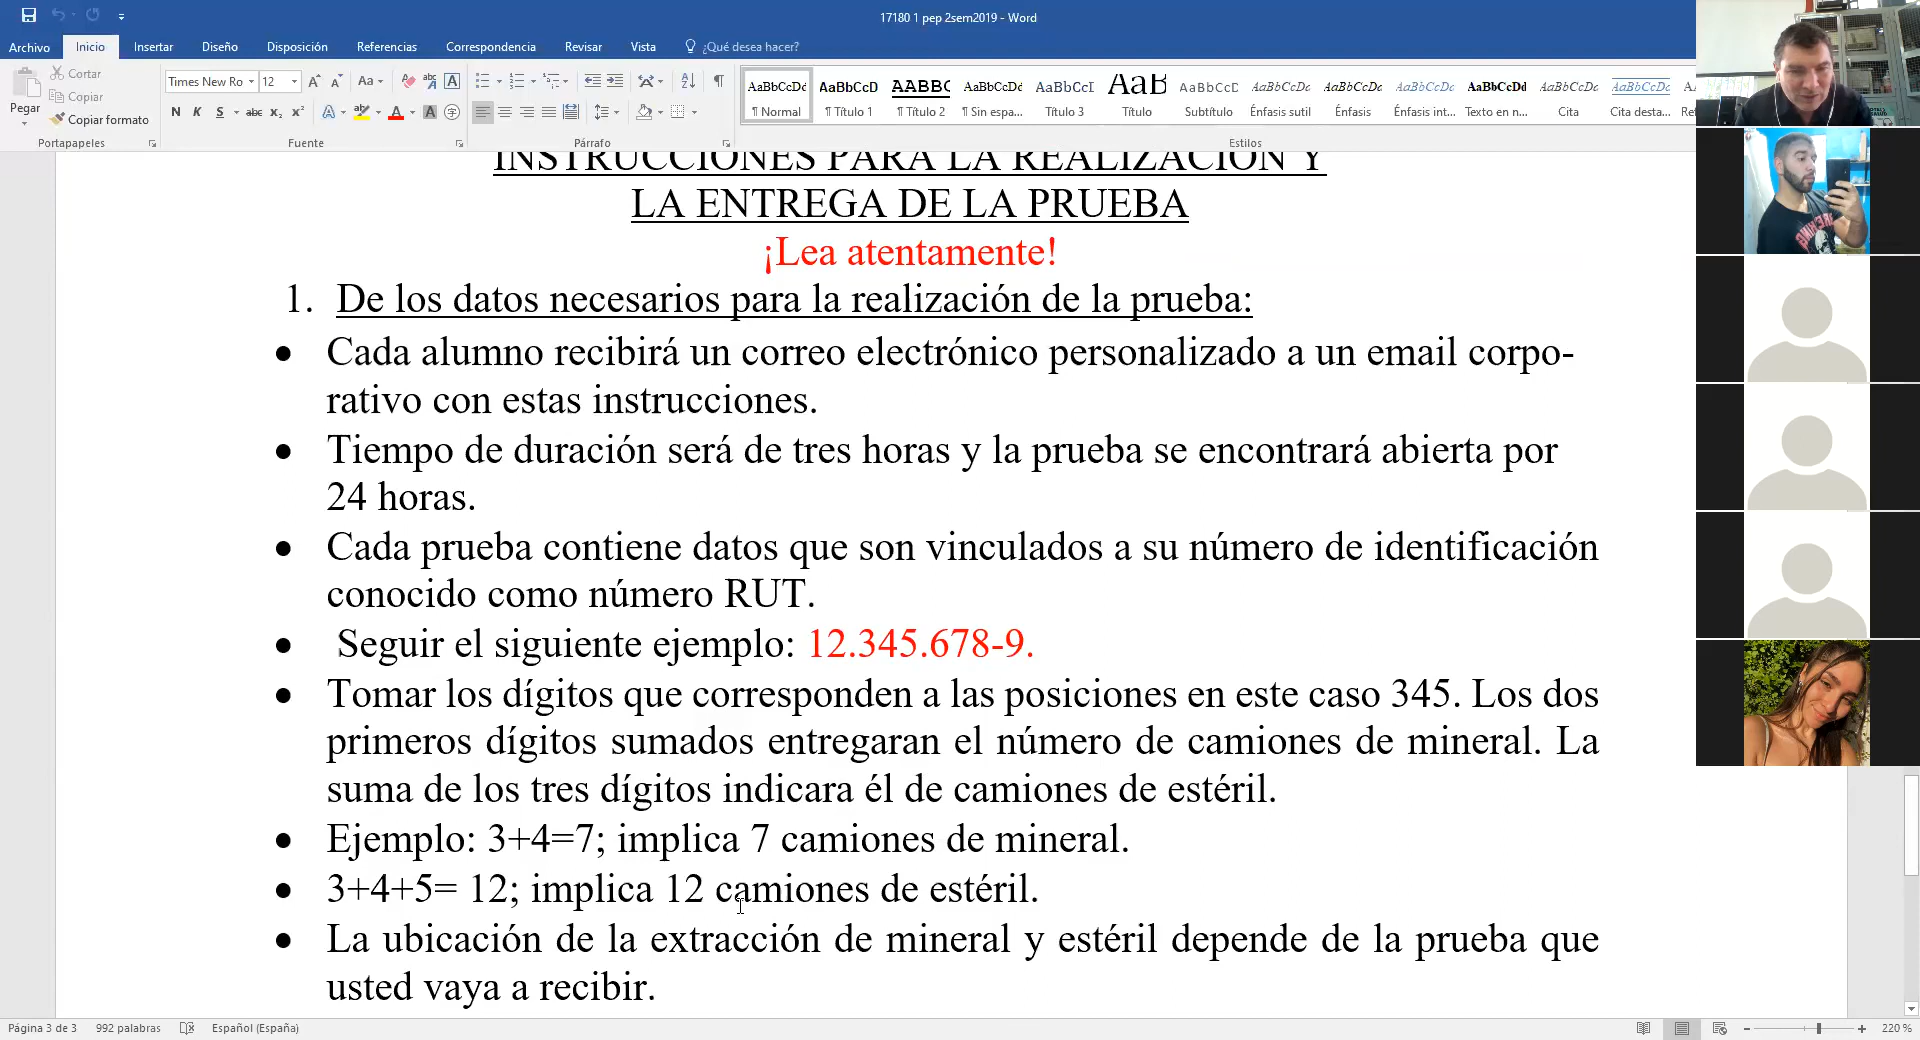 17180 1 pep 2sem2019 - Word
Archivo Inicio Insertar Diseño Disposición Referencias Correspondencia Revisar Vista ¿Qué desea hacer?
Pegar
Cortar
Copiar
Copiar formato
Portapapeles
Times New Ro 12
N K S abc x₂ x²
Fuente
Párrafo
AaBbCcDd AaBbCcD AABBC AaBbCcDd AaBbCcI AaB AaBbCcD AaBbCcDd AaBbCcDd AaBbCcDd AaBbCcDd AaBbCcDd AaBbCcDd
¶ Normal ¶ Título 1 ¶ Título 2 ¶ Sin espa... Título 3 Título Subtítulo Énfasis sutil Énfasis Énfasis int... Texto en n... Cita Cita desta...
Estilos
INSTRUCCIONES PARA LA REALIZACION Y
LA ENTREGA DE LA PRUEBA
¡Lea atentamente!
1. De los datos necesarios para la realización de la prueba:
● Cada alumno recibirá un correo electrónico personalizado a un email corpo-
rativo con estas instrucciones.
● Tiempo de duración será de tres horas y la prueba se encontrará abierta por
24 horas.
● Cada prueba contiene datos que son vinculados a su número de identificación
conocido como número RUT.
● Seguir el siguiente ejemplo: 12.345.678-9.
● Tomar los dígitos que corresponden a las posiciones en este caso 345. Los dos
primeros dígitos sumados entregaran el número de camiones de mineral. La
suma de los tres dígitos indicara él de camiones de estéril.
● Ejemplo: 3+4=7; implica 7 camiones de mineral.
● 3+4+5= 12; implica 12 camiones de estéril.
● La ubicación de la extracción de mineral y estéril depende de la prueba que
usted vaya a recibir.
Página 3 de 3 992 palabras Español (España) 220 %